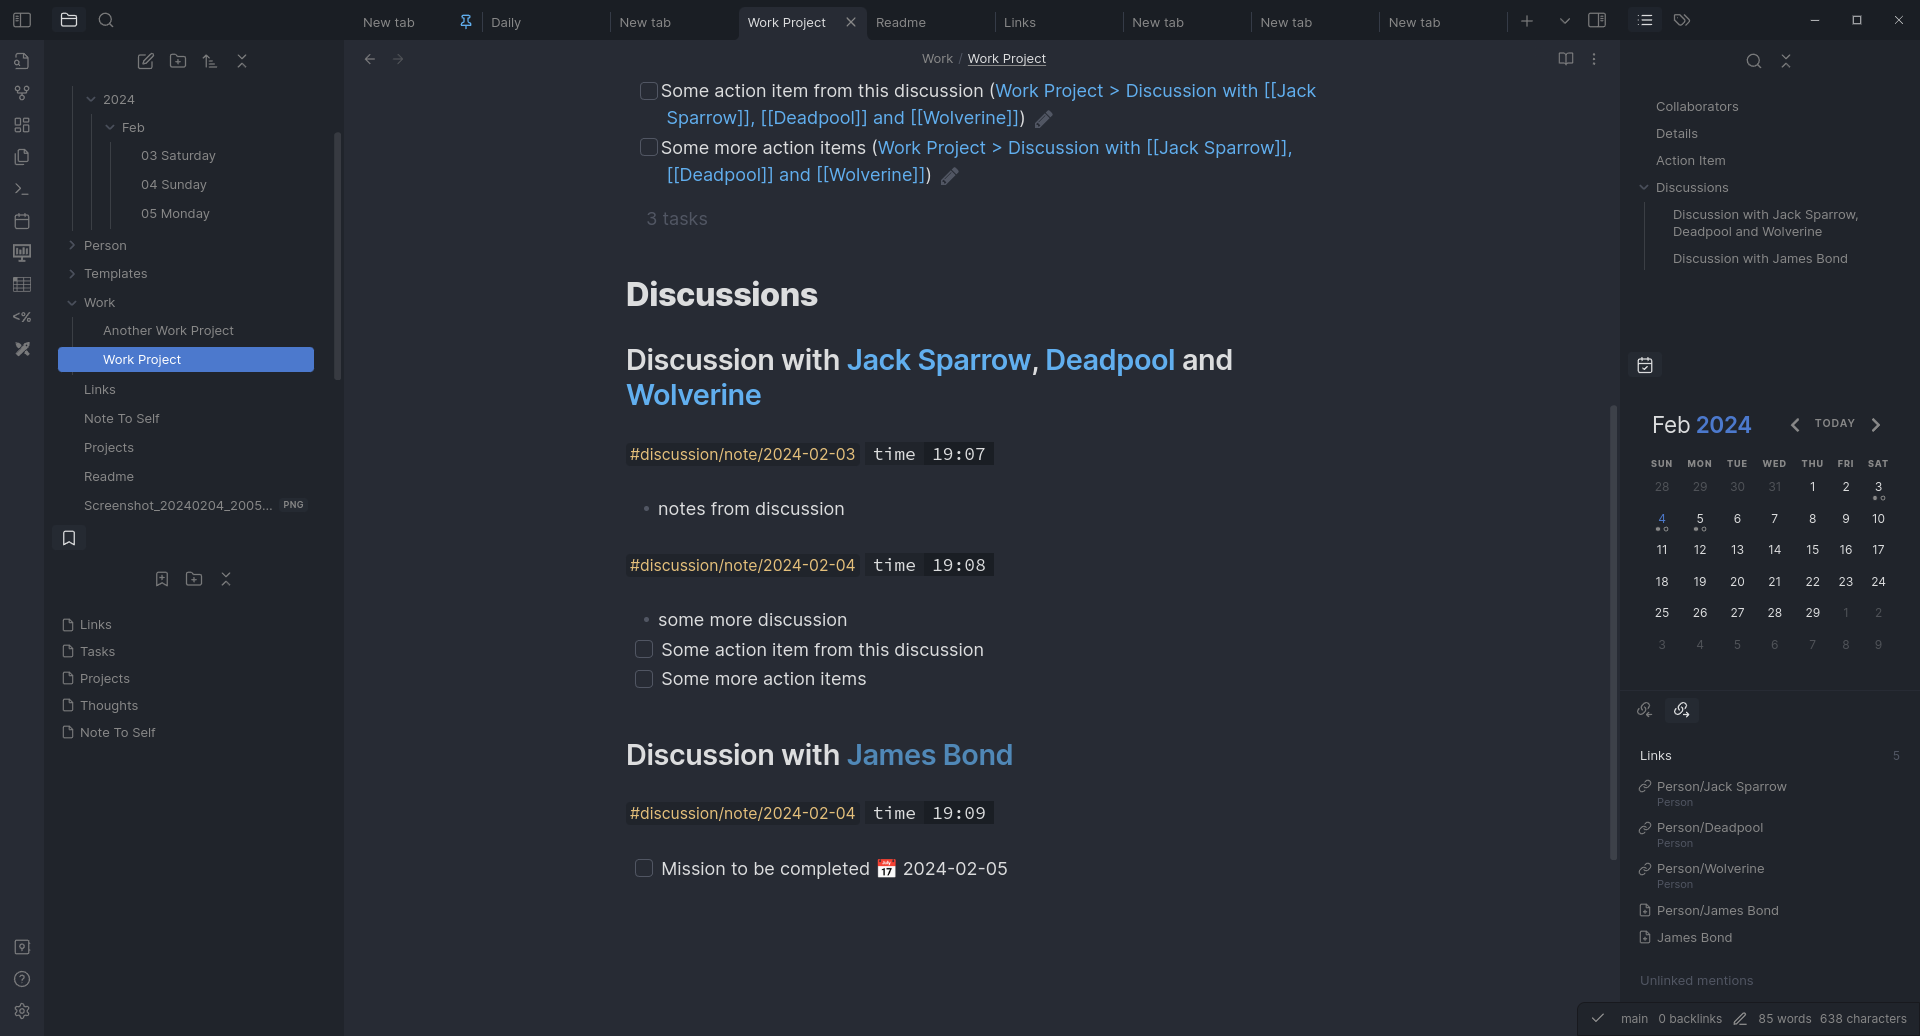 New tab
Daily
New tab
Work Project
Readme
Links
New tab
New tab
New tab
2024
Feb
03 Saturday
04 Sunday
05 Monday
Person
Templates
Work
Another Work Project
Work Project
Links
Note To Self
Projects
Readme
Screenshot_20240204_2005... PNG
Links
Tasks
Projects
Thoughts
Note To Self
<%
Work / Work Project
Some action item from this discussion (Work Project > Discussion with [[Jack
Sparrow]], [[Deadpool]] and [[Wolverine]])
Some more action items (Work Project > Discussion with [[Jack Sparrow]],
[[Deadpool]] and [[Wolverine]])
3 tasks
Discussions
Discussion with Jack Sparrow, Deadpool and
Wolverine
#discussion/note/2024-02-03 time 19:07
notes from discussion
#discussion/note/2024-02-04 time 19:08
some more discussion
Some action item from this discussion
Some more action items
Discussion with James Bond
#discussion/note/2024-02-04 time 19:09
Mission to be completed 📅 2024-02-05
Collaborators
Details
Action Item
Discussions
Discussion with Jack Sparrow,
Deadpool and Wolverine
Discussion with James Bond
Feb 2024 TODAY
SUN MON TUE WED THU FRI SAT
28 29 30 31 1 2 3
4 5 6 7 8 9 10
11 12 13 14 15 16 17
18 19 20 21 22 23 24
25 26 27 28 29 1 2
3 4 5 6 7 8 9
Links 5
Person/Jack Sparrow
Person
Person/Deadpool
Person
Person/Wolverine
Person
Person/James Bond
James Bond
Unlinked mentions
main 0 backlinks 85 words 638 characters